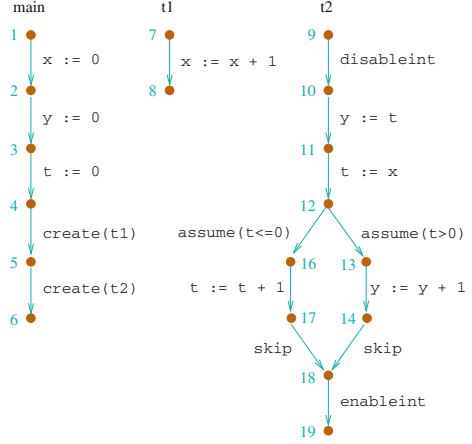 main
1
x := 0
2
y := 0
3
t := 0
4
create(t1)
5
create(t2)
6
t1
7
x := x + 1
8
t2
9
disableint
10
y := t
11
t := x
12
assume(t<=0) assume(t>0)
16 13
t := t + 1 y := y + 1
17 14
skip skip
18
enableint
19